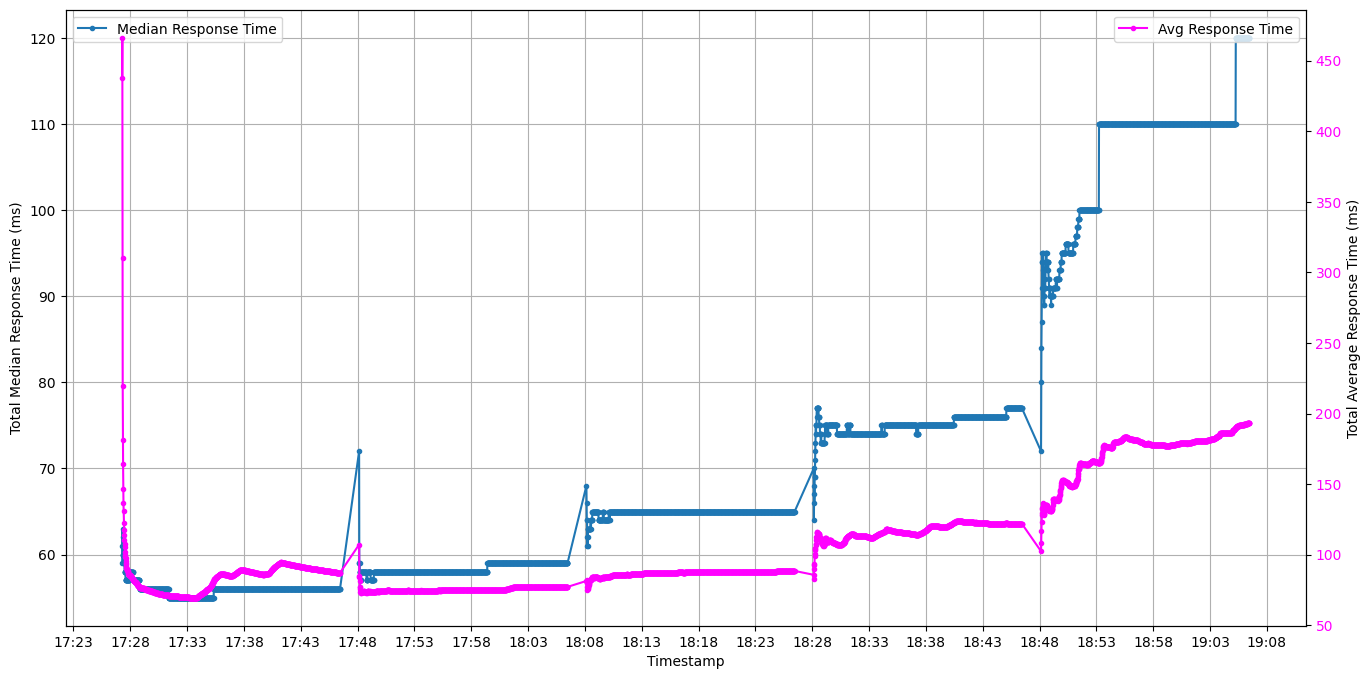 Median Response Time
Avg Response Time
120
110
100
90
80
70
60
Total Median Response Time (ms)
450
400
350
300
250
200
150
100
50
Total Average Response Time (ms)
17:23 17:28 17:33 17:38 17:43 17:48 17:53 17:58 18:03 18:08 18:13 18:18 18:23 18:28 18:33 18:38 18:43 18:48 18:53 18:58 19:03 19:08
Timestamp